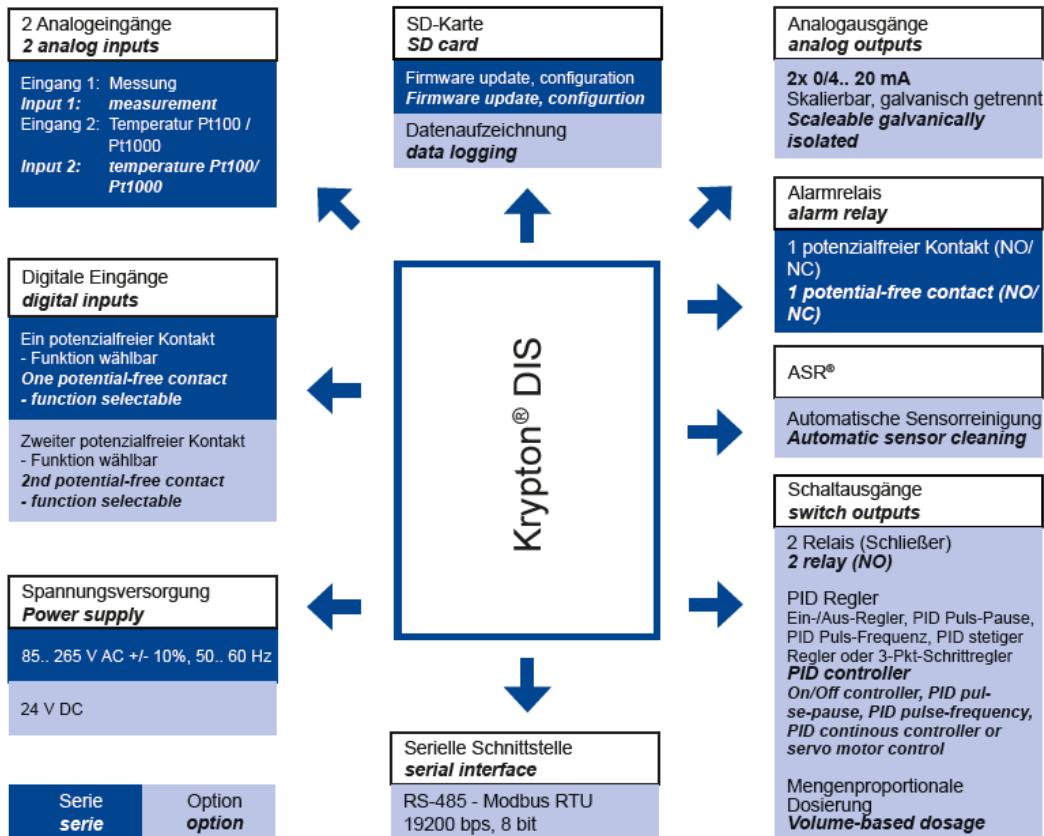 2 Analogeingänge
2 analog inputs
Eingang 1: Messung
Input 1: measurement
Eingang 2: Temperatur Pt100 /
Pt1000
Input 2: temperature Pt100/
Pt1000
SD-Karte
SD card
Firmware update, configuration
Firmware update, configurtion
Datenaufzeichnung
data logging
Analogausgänge
analog outputs
2x 0/4.. 20 mA
Skalierbar, galvanisch getrennt
Scaleable galvanically
isolated
Alarmrelais
alarm relay
1 potenzialfreier Kontakt (NO/
NC)
1 potential-free contact (NO/
NC)
Digitale Eingänge
digital inputs
Ein potenzialfreier Kontakt
- Funktion wählbar
One potential-free contact
- function selectable
Zweiter potenzialfreier Kontakt
- Funktion wählbar
2nd potential-free contact
- function selectable
Krypton® DIS
ASR®
Automatische Sensorreinigung
Automatic sensor cleaning
Schaltausgänge
switch outputs
2 Relais (Schließer)
2 relay (NO)
PID Regler
Ein-/Aus-Regler, PID Puls-Pause,
PID Puls-Frequenz, PID stetiger
Regler oder 3-Pkt-Schrittregler
PID controller
On/Off controller, PID pul-
se-pause, PID pulse-frequency,
PID continous controller or
servo motor control
Mengenproportionale
Dosierung
Volume-based dosage
Spannungsversorgung
Power supply
85.. 265 V AC +/- 10%, 50.. 60 Hz
24 V DC
Serielle Schnittstelle
serial interface
RS-485 - Modbus RTU
19200 bps, 8 bit
Serie
serie
Option
option